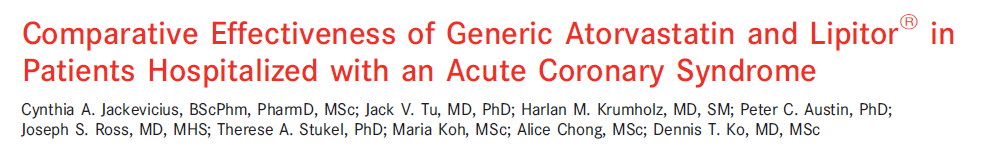 Comparative Effectiveness of Generic Atorvastatin and Lipitor® in
Patients Hospitalized with an Acute Coronary Syndrome
Cynthia A. Jackevicius, BScPhm, PharmD, MSc; Jack V. Tu, MD, PhD; Harlan M. Krumholz, MD, SM; Peter C. Austin, PhD;
Joseph S. Ross, MD, MHS; Therese A. Stukel, PhD; Maria Koh, MSc; Alice Chong, MSc; Dennis T. Ko, MD, MSc